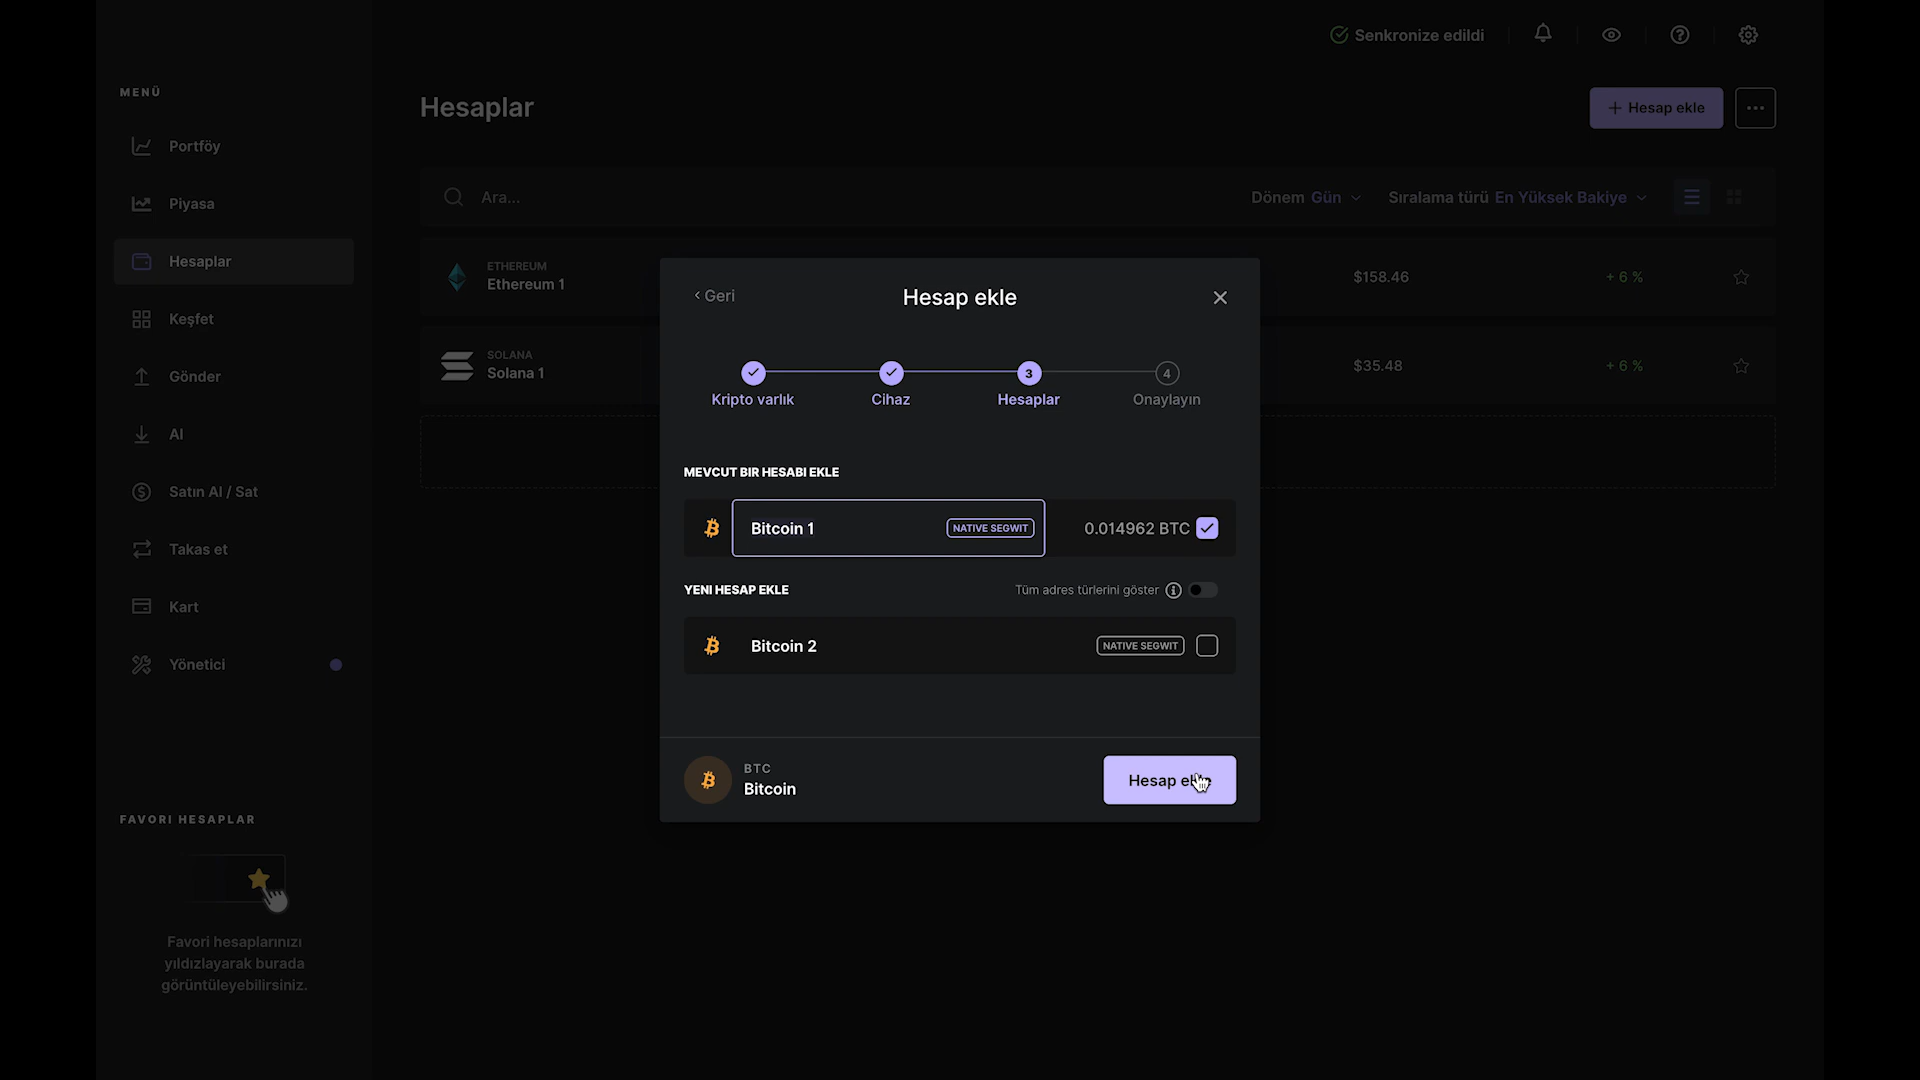 Senkronize edildi
MENÜ
Portföy
Piyasa
Hesaplar
Keşfet
Gönder
Al
Satın Al / Sat
Takas et
Kart
Yönetici
FAVORI HESAPLAR
Favori hesaplarınızı
yıldızlayarak burada
görüntüleyebilirsiniz.
Hesaplar
+ Hesap ekle
Ara...
Dönem Gün
Sıralama türü En Yüksek Bakiye
ETHEREUM
Ethereum 1
$158.46
+ 6 %
SOLANA
Solana 1
$35.48
+ 6 %
Geri
Hesap ekle
3
4
Kripto varlık
Cihaz
Hesaplar
Onaylayın
MEVCUT BIR HESABI EKLE
Bitcoin 1
NATIVE SEGWIT
0.014962 BTC
YENI HESAP EKLE
Tüm adres türlerini göster
Bitcoin 2
NATIVE SEGWIT
BTC
Bitcoin
Hesap ekle